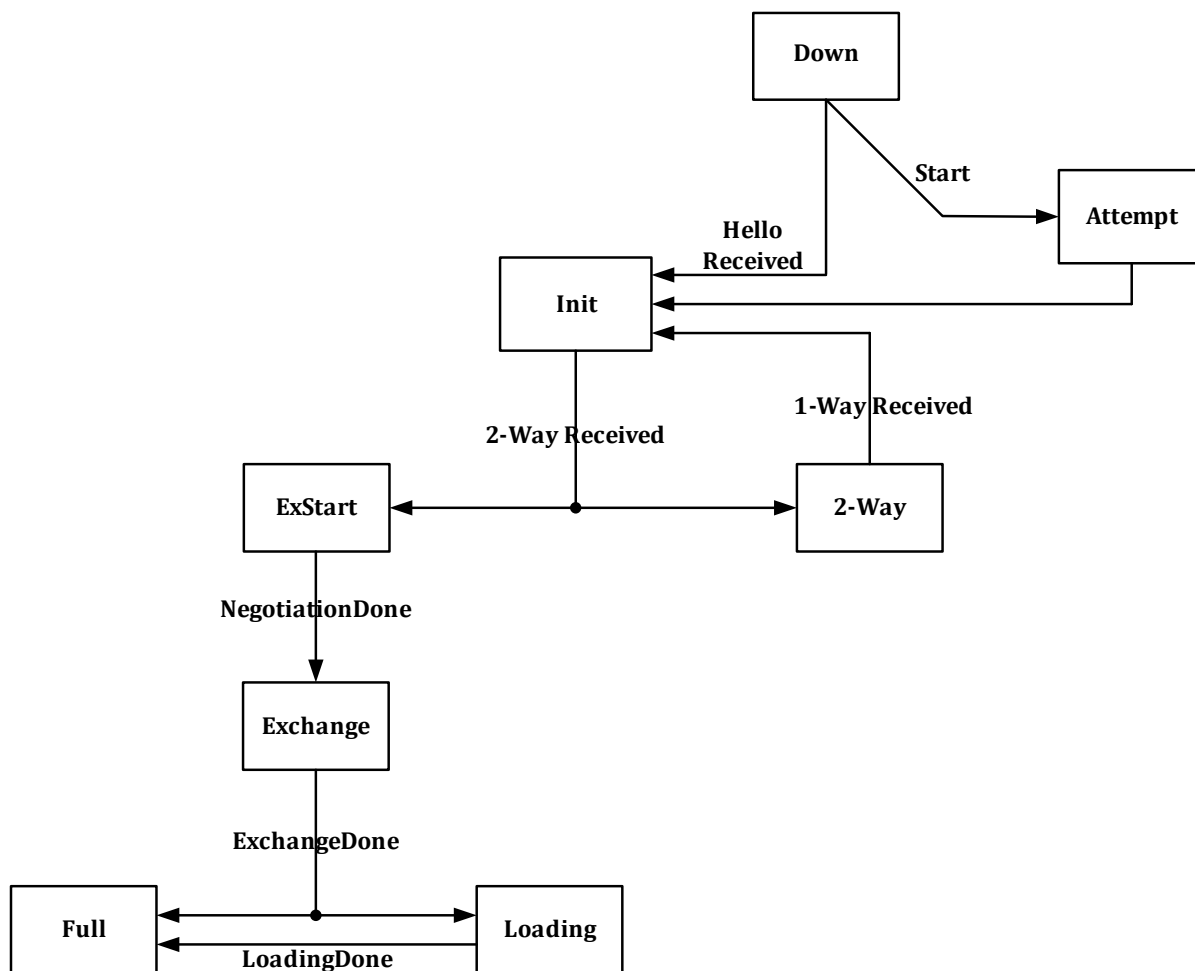 Down
Start
Attempt
Hello
Received
Init
1-Way Received
2-Way Received
ExStart
2-Way
NegotiationDone
Exchange
ExchangeDone
Full
Loading
LoadingDone